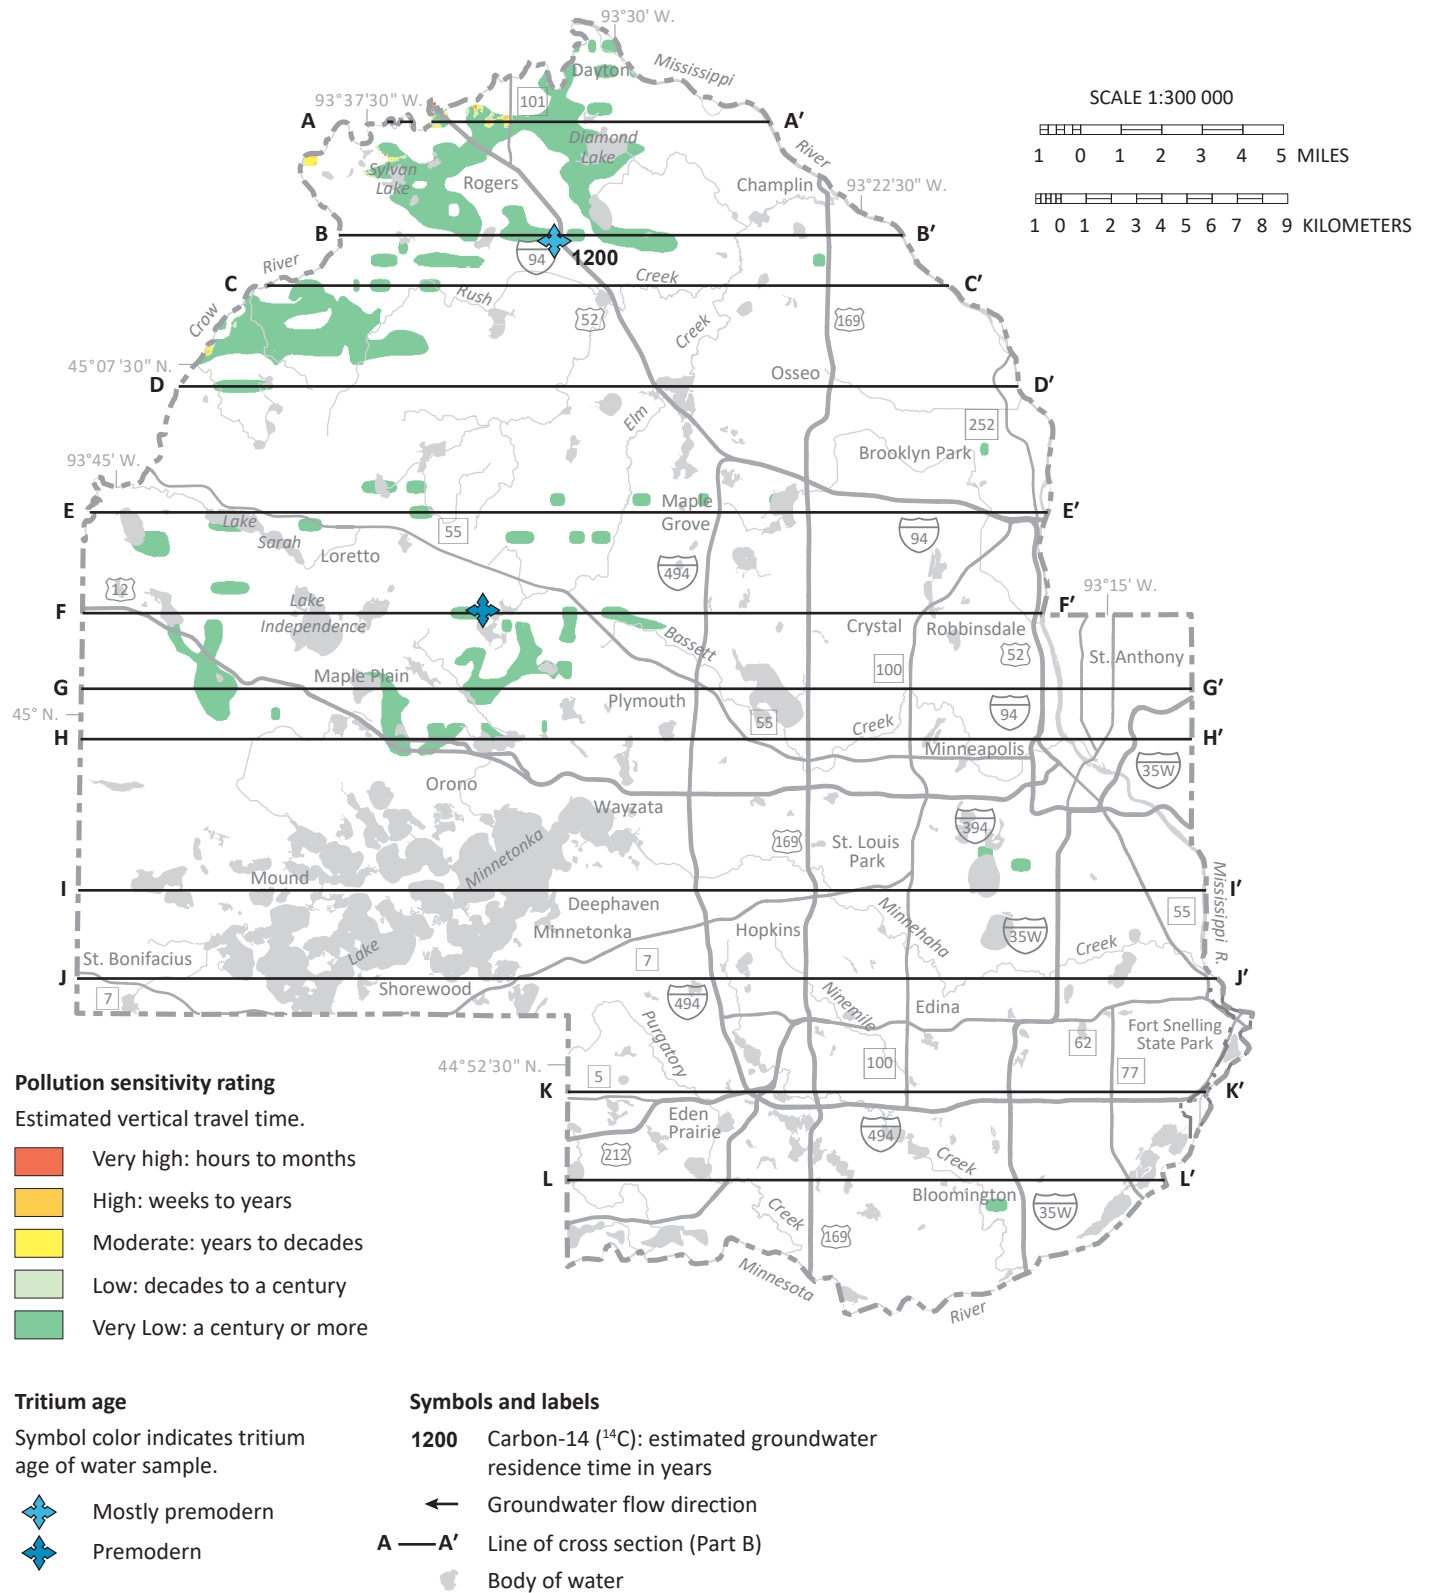 93°30' W.
Mississippi
Dayton
93°37'30" W.
101
SCALE 1:300 000
A
A′
1 0 1 2 3 4 5 MILES
Diamond
Lake
River
Sylvan
Lake
Rogers
Champlin
93°22'30" W.
1 0 1 2 3 4 5 6 7 8 9 KILOMETERS
B
B′
94
1200
River
Creek
C
C′
Rush
Crow
52
Creek
169
45°07'30" N.
D
Osseo
D′
Elm
252
93°45' W.
Brooklyn Park
E
Lake
Sarah
Maple
Grove
E′
55
94
Loretto
494
12
93°15' W.
F
Lake
Independence
F′
Bassett
Crystal
Robbinsdale
52
St. Anthony
100
Maple Plain
G
G′
Plymouth
45° N.
55
94
Creek
H
H′
Minneapolis
35W
Orono
Wayzata
394
169
St. Louis
Park
Minnetonka
Mound
I
I′
Mississippi R.
Deephaven
Minnehaha
55
Minnetonka
Hopkins
35W
Creek
St. Bonifacius
Lake
7
J
J′
Shorewood
7
494
Ninemile
Edina
Purgatory
Fort Snelling
State Park
62
44°52'30" N.
5
100
77
K
K′
Eden
Prairie
494
212
Creek
L
L′
Bloomington
Creek
35W
169
Minnesota
River
Pollution sensitivity rating
Estimated vertical travel time.
Very high: hours to months
High: weeks to years
Moderate: years to decades
Low: decades to a century
Very Low: a century or more
Tritium age
Symbol color indicates tritium
age of water sample.
Mostly premodern
Premodern
Symbols and labels
1200 Carbon-14 (¹⁴C): estimated groundwater
residence time in years
Groundwater flow direction
A A′ Line of cross section (Part B)
Body of water